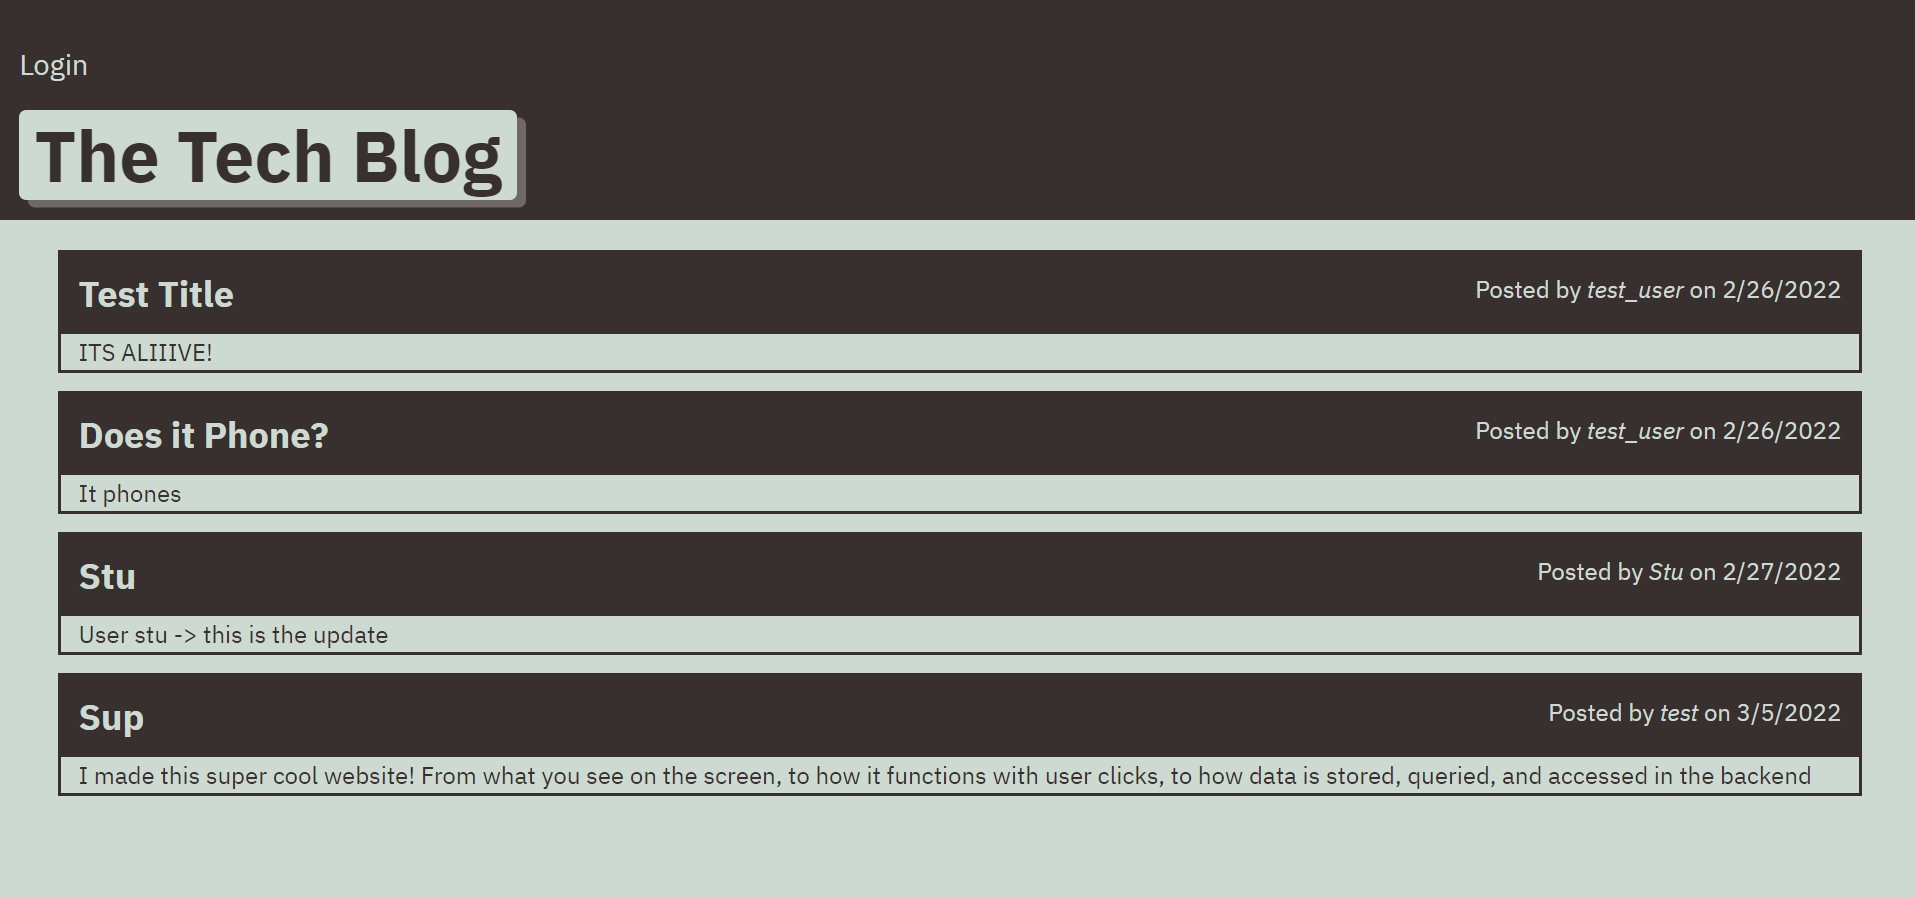 Login
The Tech Blog
Test Title
Posted by test_user on 2/26/2022
ITS ALIIIVE!
Does it Phone?
Posted by test_user on 2/26/2022
It phones
Stu
Posted by Stu on 2/27/2022
User stu -> this is the update
Sup
Posted by test on 3/5/2022
I made this super cool website! From what you see on the screen, to how it functions with user clicks, to how data is stored, queried, and accessed in the backend